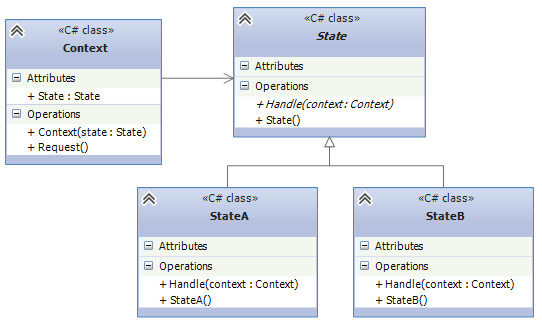 «C# class»
Context
Attributes
+ State : State
Operations
+ Context(state : State)
+ Request()
«C# class»
State
Attributes
Operations
+ Handle(context : Context)
+ State()
«C# class»
StateA
Attributes
Operations
+ Handle(context : Context)
+ StateA()
«C# class»
StateB
Attributes
Operations
+ Handle(context : Context)
+ StateB()